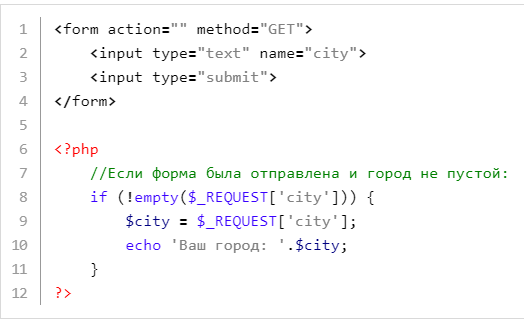 1 <form action="" method="GET">
2     <input type="text" name="city">
3     <input type="submit">
4 </form>
5
6 <?php
7     //Если форма была отправлена и город не пустой:
8     if (!empty($_REQUEST['city'])) {
9         $city = $_REQUEST['city'];
10         echo 'Ваш город: '.$city;
11     }
12 ?>